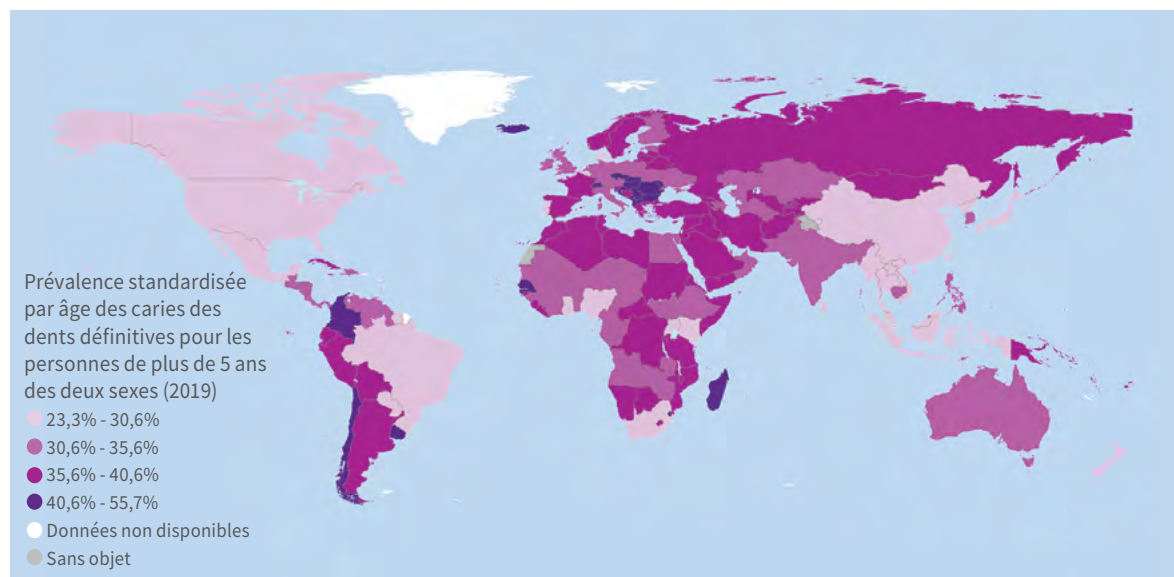 Prévalence standardisée
par âge des caries des
dents définitives pour les
personnes de plus de 5 ans
des deux sexes (2019)
23,3% - 30,6%
30,6% - 35,6%
35,6% - 40,6%
40,6% - 55,7%
Données non disponibles
Sans objet